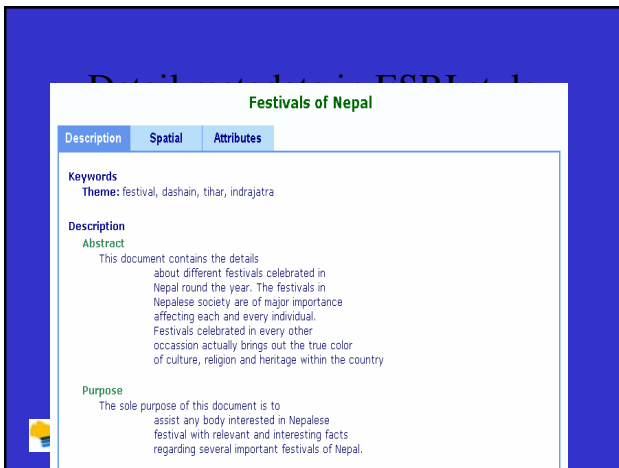 Festivals of Nepal
Description Spatial Attributes
Keywords
Theme: festival, dashain, tihar, indrajatra
Description
Abstract
This document contains the details
about different festivals celebrated in
Nepal round the year. The festivals in
Nepalese society are of major importance
affecting each and every individual.
Festivals celebrated in every other
occassion actually brings out the true color
of culture, religion and heritage within the country
Purpose
The sole purpose of this document is to
assist any body interested in Nepalese
festival with relevant and interesting facts
regarding several important festivals of Nepal.